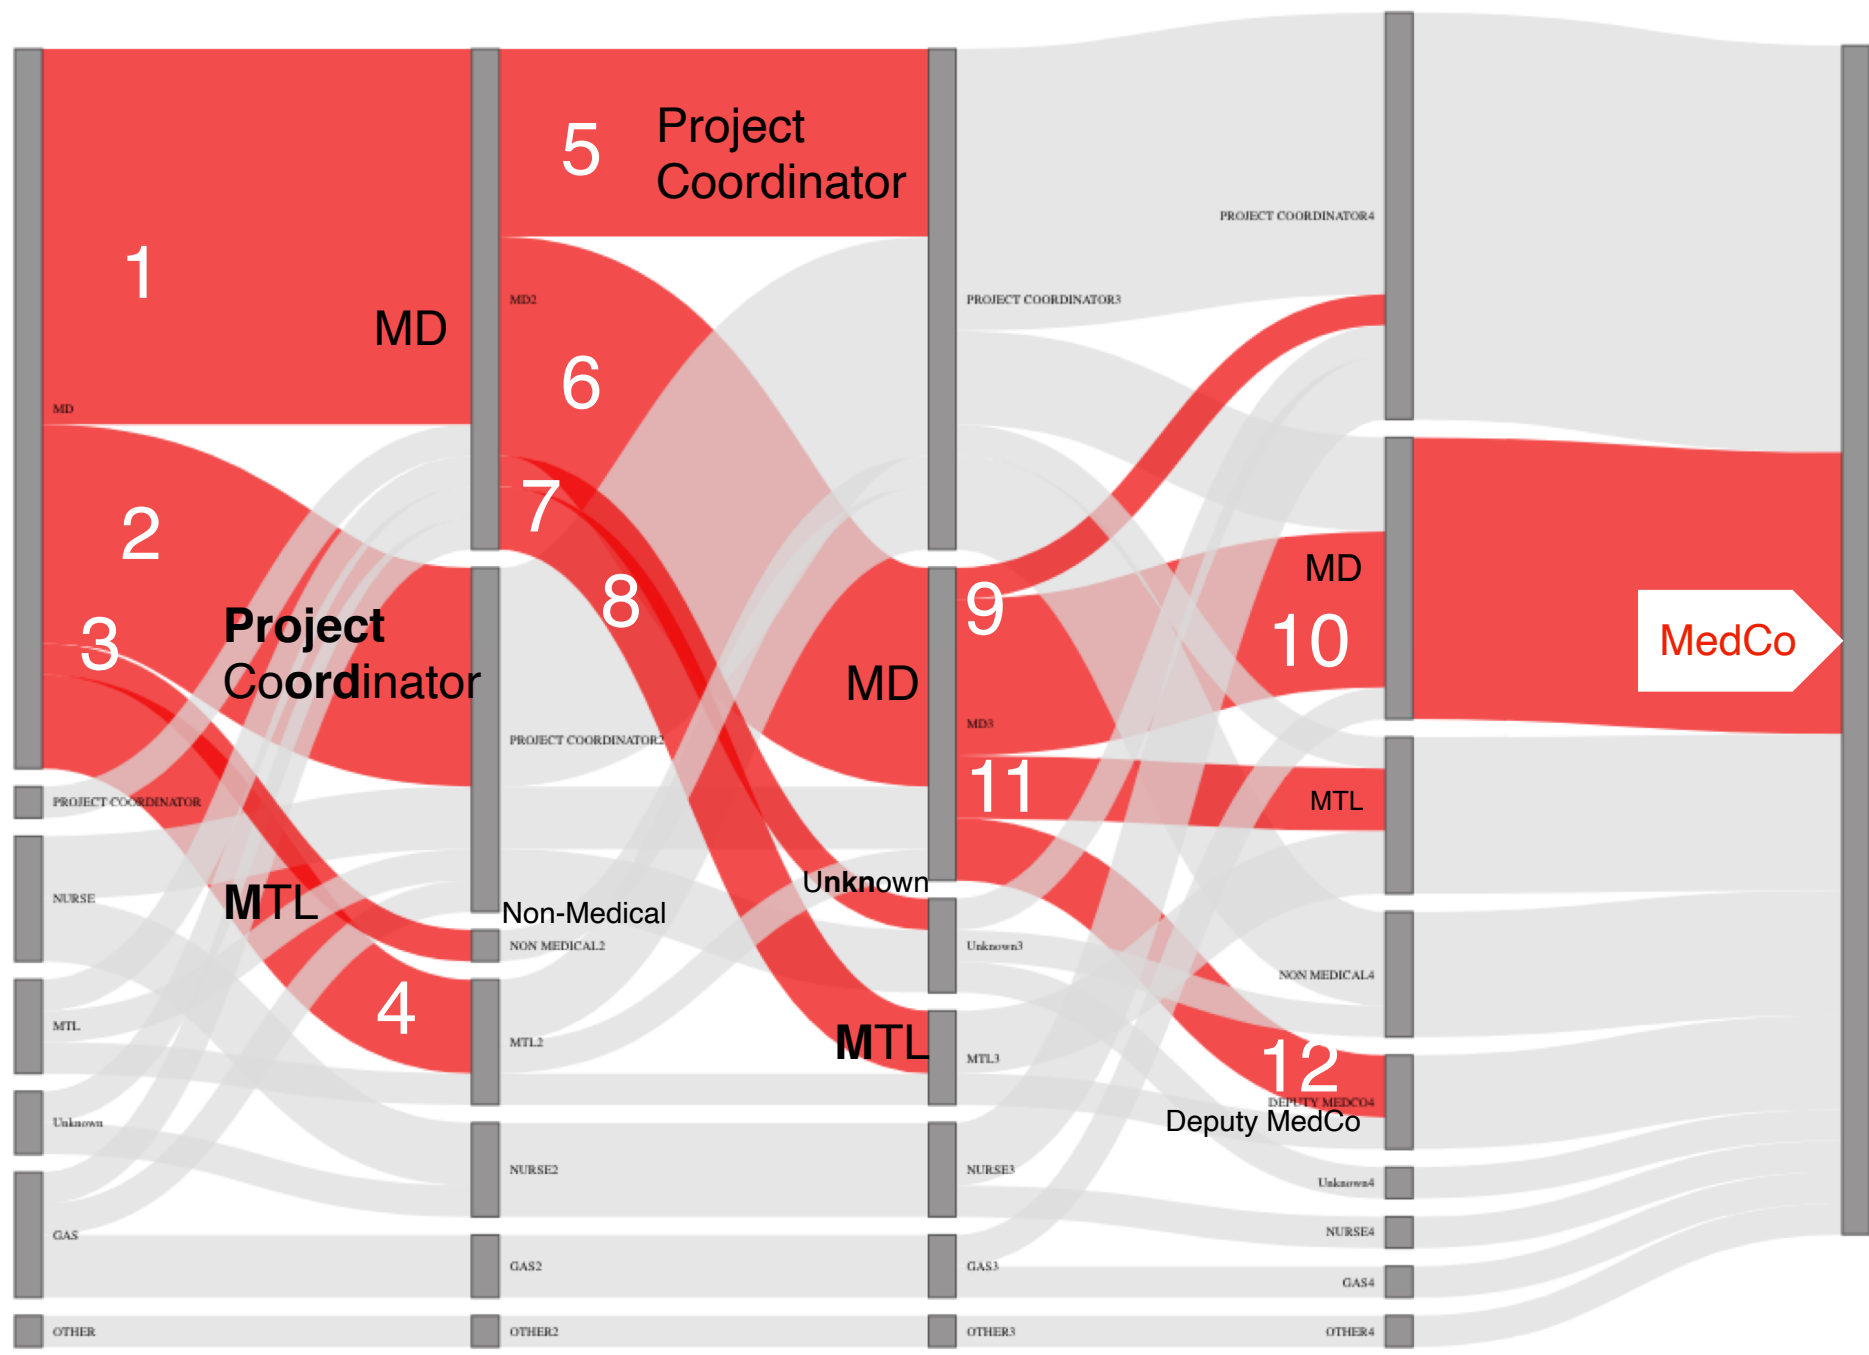 1
2
3
4
5
6
7
8
9
10
11
12
Project
Coordinator
MD
Project
Coordinator
MTL
Non-Medical
MD
Unknown
MTL
MD
MTL
Deputy MedCo
MedCo
MD
PROJECT COORDINATOR
NURSE
MTL
Unknown
GAS
OTHER
MD2
PROJECT COORDINATOR2
NON MEDICAL2
MTL2
NURSE2
GAS2
OTHER2
PROJECT COORDINATOR3
MD3
Unknown3
MTL3
NURSE3
GAS3
OTHER3
PROJECT COORDINATOR4
NON MEDICAL4
DEPUTY MEDCO4
Unknown4
NURSE4
GAS4
OTHER4